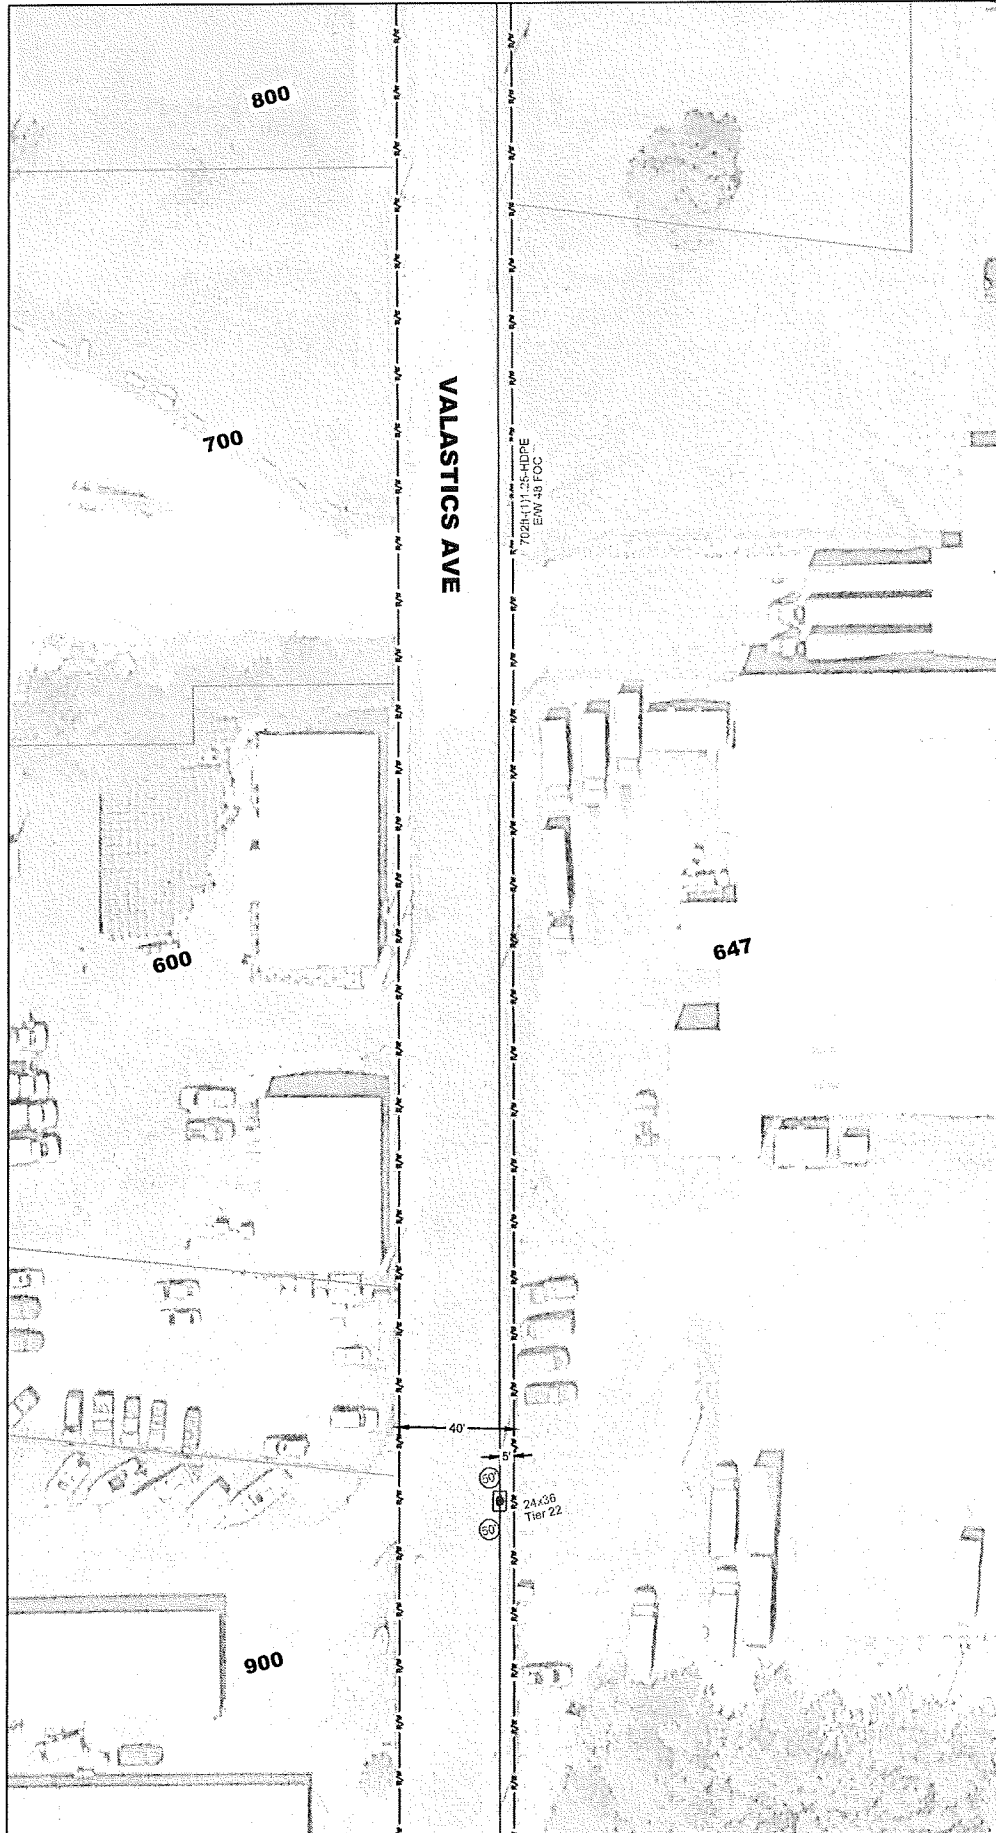 800
700
VALASTICS AVE
702ft-(1)1.25-HDPE
E/W 48 FOC
647
600
40'
5'
50'
24x36
Tier 22
50'
900